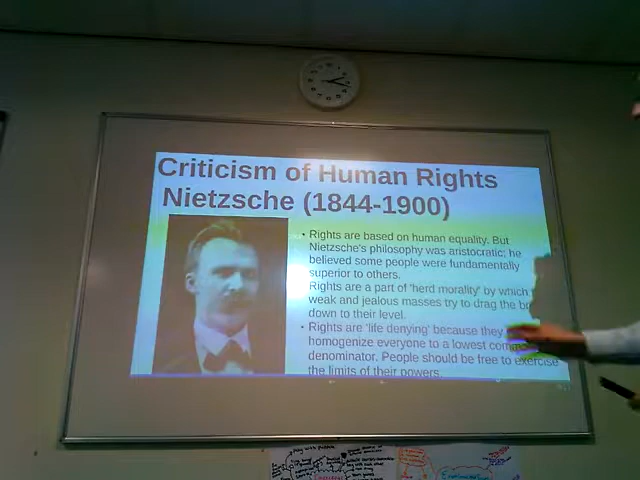 Criticism of Human Rights
Nietzsche (1844-1900)
• Rights are based on human equality. But
Nietzsche's philosophy was aristocratic; he
believed some people were fundamentally
superior to others.
Rights are a part of 'herd morality' by which
weak and jealous masses try to drag the
down to their level.
• Rights are 'life denying' because they
homogenize everyone to a lowest
denominator. People should be free to exercise
the limits of their powers.